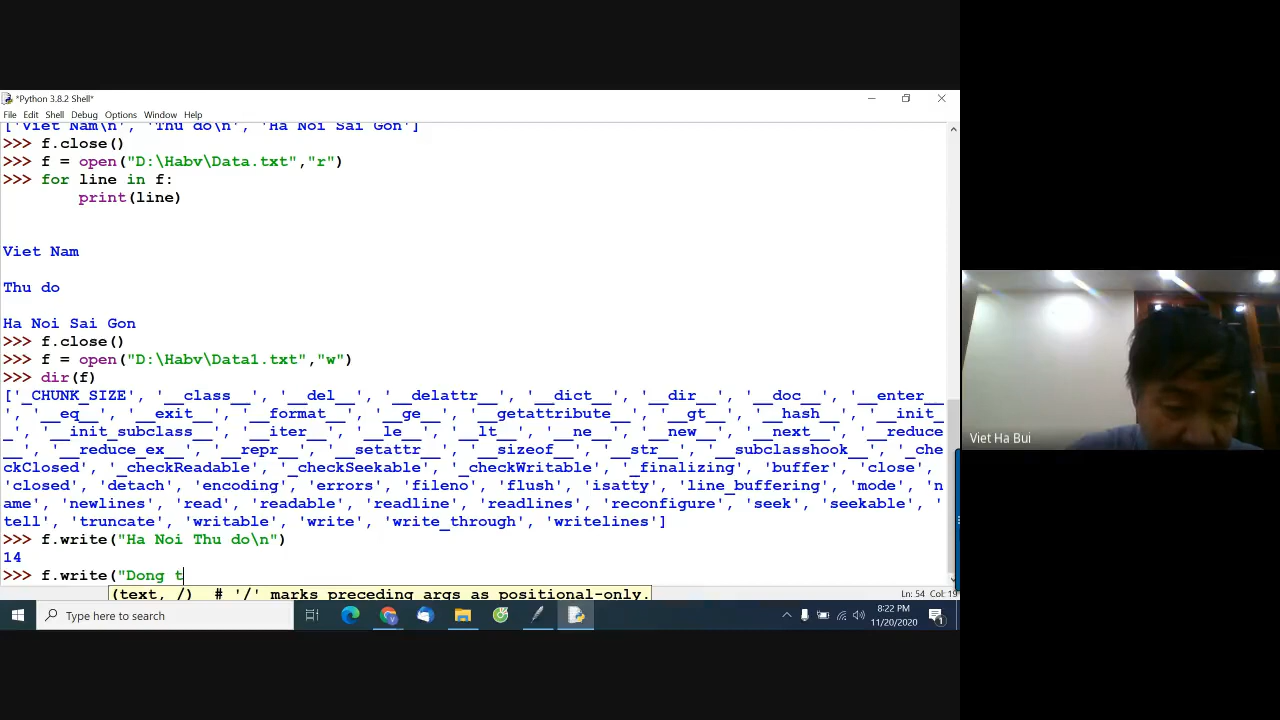 *Python 3.8.2 Shell*
File Edit Shell Debug Options Window Help
['Viet Nam\n', 'Thu do\n', 'Ha Noi Sai Gon']
>>> f.close()
>>> f = open("D:\Habv\Data.txt","r")
>>> for line in f:
        print(line)
Viet Nam
Thu do
Ha Noi Sai Gon
>>> f.close()
>>> f = open("D:\Habv\Data1.txt","w")
>>> dir(f)
['_CHUNK_SIZE', '__class__', '__del__', '__delattr__', '__dict__', '__dir__', '__doc__', '__enter__
', '__eq__', '__exit__', '__format__', '__ge__', '__getattribute__', '__gt__', '__hash__', '__init_
_', '__init_subclass__', '__iter__', '__le__', '__lt__', '__ne__', '__new__', '__next__', '__reduce
__', '__reduce_ex__', '__repr__', '__setattr__', '__sizeof__', '__str__', '__subclasshook__', '_che
ckClosed', '_checkReadable', '_checkSeekable', '_checkWritable', '_finalizing', 'buffer', 'close',
'closed', 'detach', 'encoding', 'errors', 'fileno', 'flush', 'isatty', 'line_buffering', 'mode', 'n
ame', 'newlines', 'read', 'readable', 'readline', 'readlines', 'reconfigure', 'seek', 'seekable', '
tell', 'truncate', 'writable', 'write', 'write_through', 'writelines']
>>> f.write("Ha Noi Thu do\n")
14
>>> f.write("Dong t
(text, /)  # '/' marks preceding args as positional-only.
Ln: 54 Col: 19
Type here to search
8:22 PM
11/20/2020
1
Viet Ha Bui